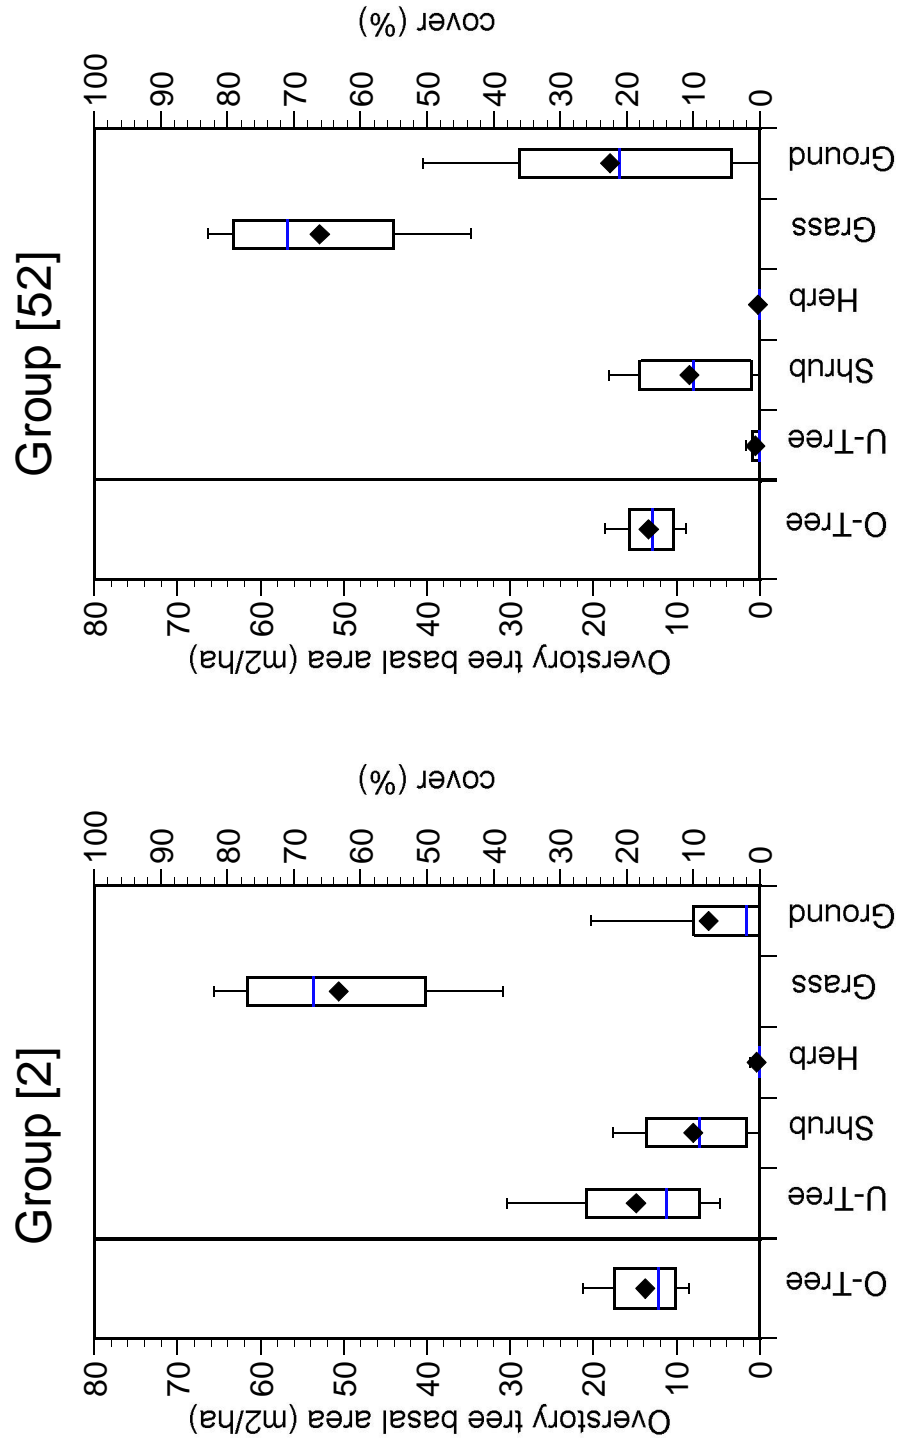 Group [2]
Overstory tree basal area (m2/ha)
80
70
60
50
40
30
20
10
0
O-Tree
U-Tree
Shrub
Herb
Grass
Ground
100
90
80
70
60
50
40
30
20
10
0
cover (%)
Group [52]
Overstory tree basal area (m2/ha)
80
70
60
50
40
30
20
10
0
O-Tree
U-Tree
Shrub
Herb
Grass
Ground
100
90
80
70
60
50
40
30
20
10
0
cover (%)